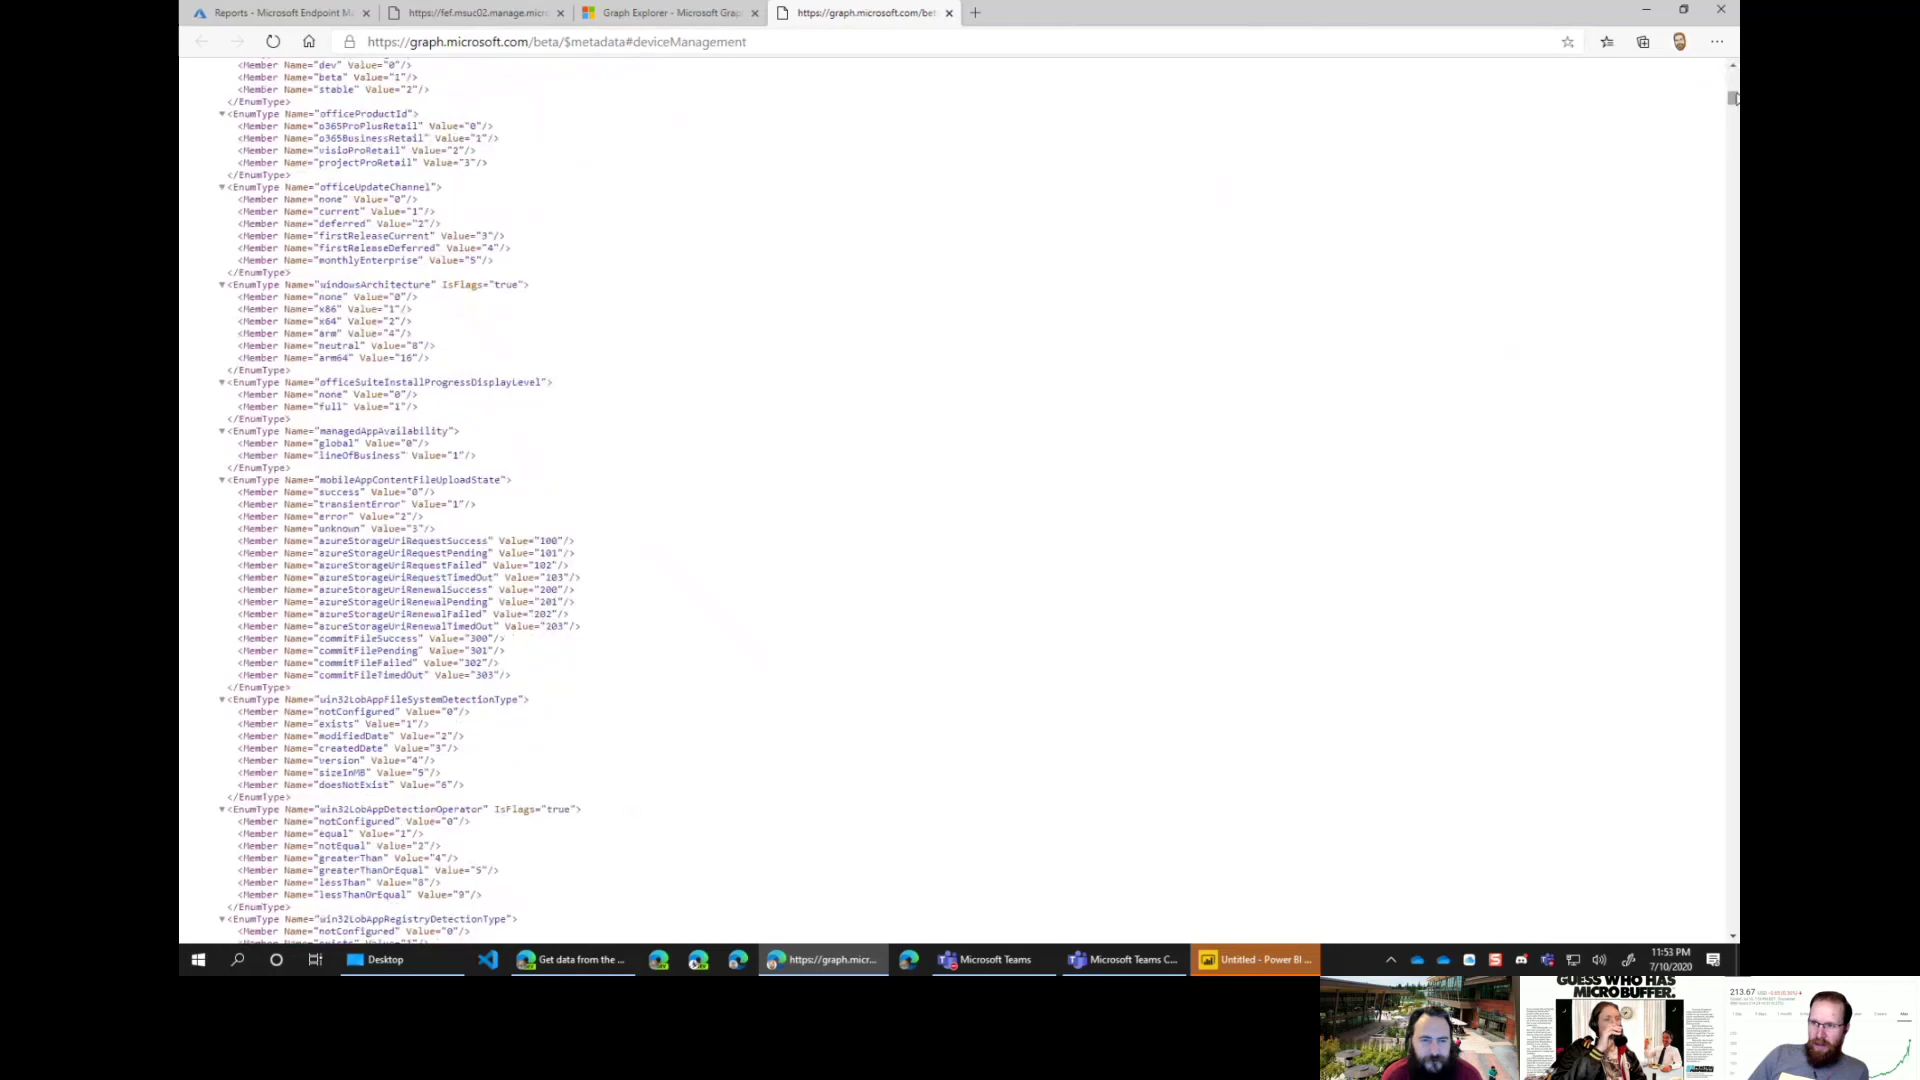 Reports - Microsoft Endpoint Ma
https://fef.msuc02.manage.micro
Graph Explorer - Microsoft Grap
https://graph.microsoft.com/bet
https://graph.microsoft.com/beta/$metadata#deviceManagement
<Member Name="dev" Value="0"/>
<Member Name="beta" Value="1"/>
<Member Name="stable" Value="2"/>
</EnumType>
▼<EnumType Name="officeProductId">
<Member Name="o365ProPlusRetail" Value="0"/>
<Member Name="o365BusinessRetail" Value="1"/>
<Member Name="visioProRetail" Value="2"/>
<Member Name="projectProRetail" Value="3"/>
</EnumType>
▼<EnumType Name="officeUpdateChannel">
<Member Name="none" Value="0"/>
<Member Name="current" Value="1"/>
<Member Name="deferred" Value="2"/>
<Member Name="firstReleaseCurrent" Value="3"/>
<Member Name="firstReleaseDeferred" Value="4"/>
<Member Name="monthlyEnterprise" Value="5"/>
</EnumType>
▼<EnumType Name="windowsArchitecture" IsFlags="true">
<Member Name="none" Value="0"/>
<Member Name="x86" Value="1"/>
<Member Name="x64" Value="2"/>
<Member Name="arm" Value="4"/>
<Member Name="neutral" Value="8"/>
<Member Name="arm64" Value="16"/>
</EnumType>
▼<EnumType Name="officeSuiteInstallProgressDisplayLevel">
<Member Name="none" Value="0"/>
<Member Name="full" Value="1"/>
</EnumType>
▼<EnumType Name="managedAppAvailability">
<Member Name="global" Value="0"/>
<Member Name="lineOfBusiness" Value="1"/>
</EnumType>
▼<EnumType Name="mobileAppContentFileUploadState">
<Member Name="success" Value="0"/>
<Member Name="transientError" Value="1"/>
<Member Name="error" Value="2"/>
<Member Name="unknown" Value="3"/>
<Member Name="azureStorageUriRequestSuccess" Value="100"/>
<Member Name="azureStorageUriRequestPending" Value="101"/>
<Member Name="azureStorageUriRequestFailed" Value="102"/>
<Member Name="azureStorageUriRequestTimedOut" Value="103"/>
<Member Name="azureStorageUriRenewalSuccess" Value="200"/>
<Member Name="azureStorageUriRenewalPending" Value="201"/>
<Member Name="azureStorageUriRenewalFailed" Value="202"/>
<Member Name="azureStorageUriRenewalTimedOut" Value="203"/>
<Member Name="commitFileSuccess" Value="300"/>
<Member Name="commitFilePending" Value="301"/>
<Member Name="commitFileFailed" Value="302"/>
<Member Name="commitFileTimedOut" Value="303"/>
</EnumType>
▼<EnumType Name="win32LobAppFileSystemDetectionType">
<Member Name="notConfigured" Value="0"/>
<Member Name="exists" Value="1"/>
<Member Name="modifiedDate" Value="2"/>
<Member Name="createdDate" Value="3"/>
<Member Name="version" Value="4"/>
<Member Name="sizeInMB" Value="5"/>
<Member Name="doesNotExist" Value="6"/>
</EnumType>
▼<EnumType Name="win32LobAppDetectionOperator" IsFlags="true">
<Member Name="notConfigured" Value="0"/>
<Member Name="equal" Value="1"/>
<Member Name="notEqual" Value="2"/>
<Member Name="greaterThan" Value="4"/>
<Member Name="greaterThanOrEqual" Value="5"/>
<Member Name="lessThan" Value="8"/>
<Member Name="lessThanOrEqual" Value="9"/>
</EnumType>
▼<EnumType Name="win32LobAppRegistryDetectionType">
<Member Name="notConfigured" Value="0"/>
<Member Name="exists" Value="1"/>
Desktop
Get data from the ...
https://graph.micr...
Microsoft Teams
Microsoft Teams C...
Untitled - Power BI ...
11:53 PM
7/10/2020
GUESS WHO HAS
MICROBUFFER.
213.67